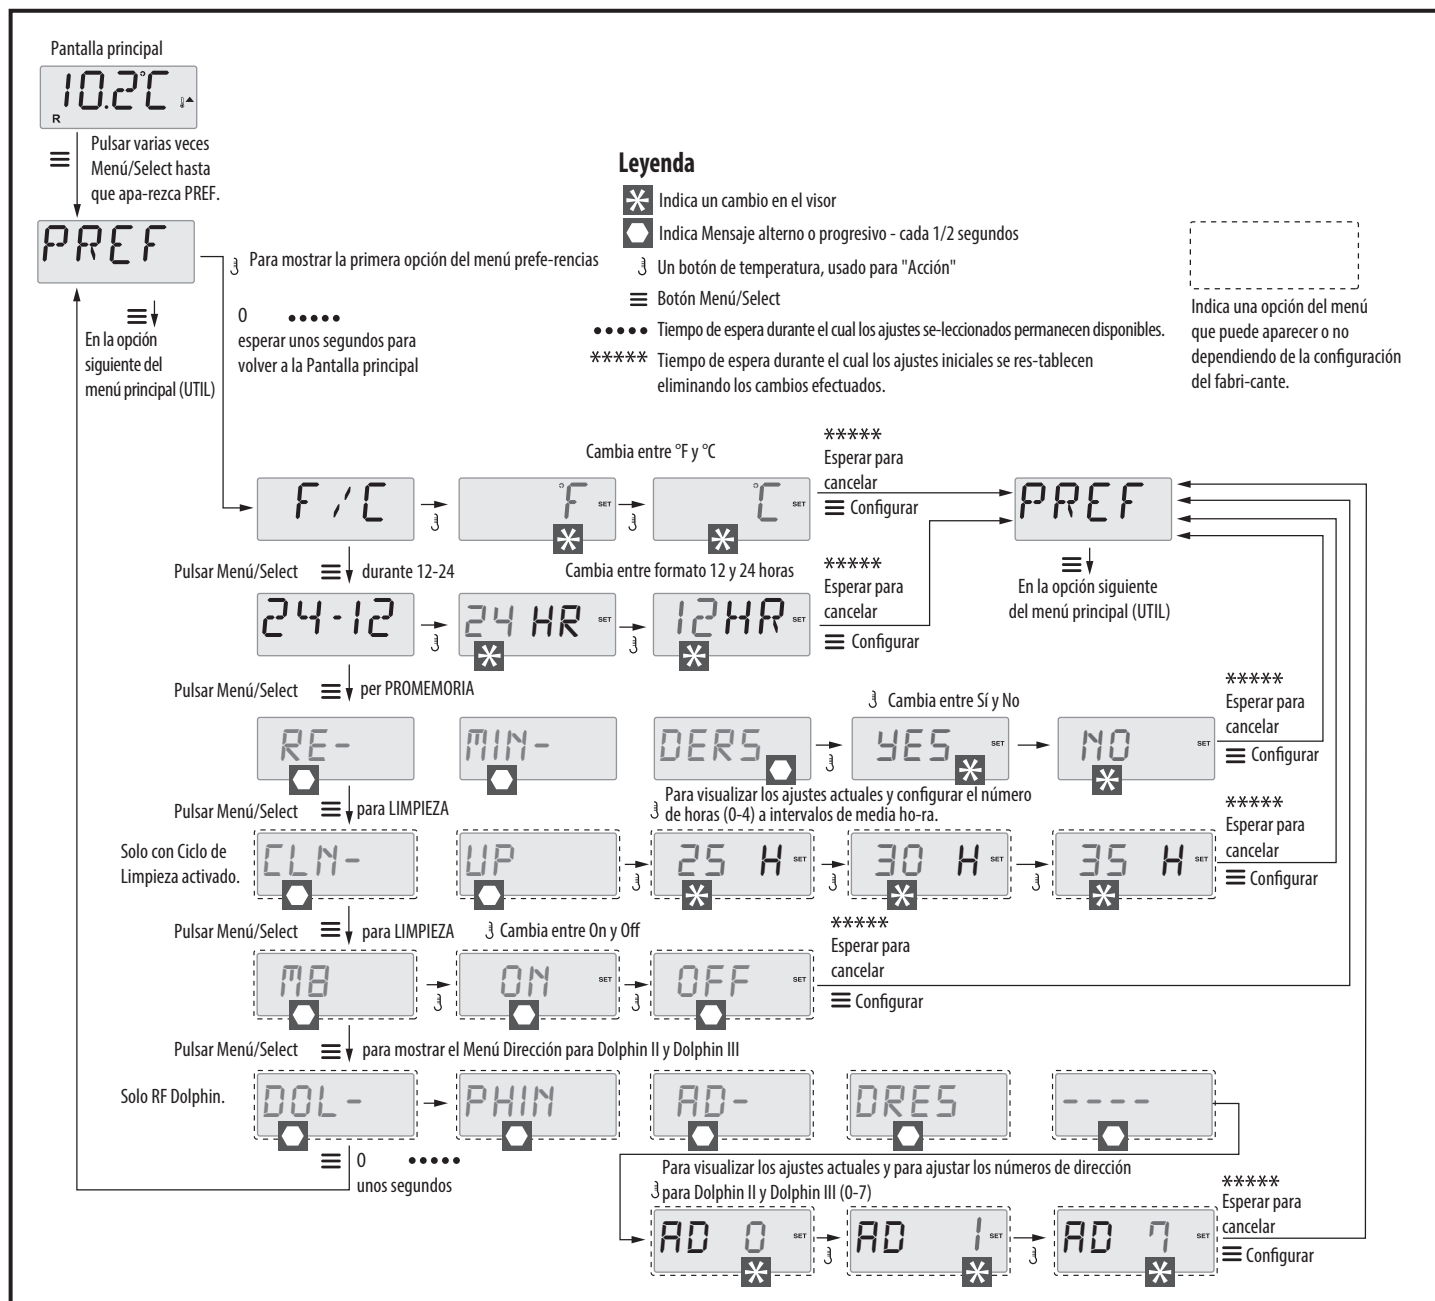 Pantalla principal
10.2°C
R
Pulsar varias veces
Menú/Select hasta
que apa-rezca PREF.
PREF
Para mostrar la primera opción del menú prefe-rencias
En la opción
siguiente del
menú principal (UTIL)
0 •••••
esperar unos segundos para
volver a la Pantalla principal
Leyenda
Indica un cambio en el visor
Indica Mensaje alterno o progresivo - cada 1/2 segundos
Un botón de temperatura, usado para "Acción"
Botón Menú/Select
••••• Tiempo de espera durante el cual los ajustes se-leccionados permanecen disponibles.
***** Tiempo de espera durante el cual los ajustes iniciales se res-tablecen
eliminando los cambios efectuados.
Indica una opción del menú
que puede aparecer o no
dependiendo de la configuración
del fabri-cante.
Cambia entre °F y °C
*****
Esperar para
cancelar
Configurar
F/C
°F SET
°C SET
PREF
En la opción siguiente
del menú principal (UTIL)
Pulsar Menú/Select durante 12-24
Cambia entre formato 12 y 24 horas
*****
Esperar para
cancelar
Configurar
24-12
24 HR SET
12HR SET
Pulsar Menú/Select per PROMEMORIA
Cambia entre Sí y No
*****
Esperar para
cancelar
Configurar
RE-
MIN-
DERS
YES SET
NO SET
Pulsar Menú/Select para LIMPIEZA
Para visualizar los ajustes actuales y configurar el número
de horas (0-4) a intervalos de media ho-ra.
*****
Esperar para
cancelar
Configurar
Solo con Ciclo de
Limpieza activado.
CLN-
UP
25 H SET
30 H SET
35 H SET
Pulsar Menú/Select para LIMPIEZA
Cambia entre On y Off
*****
Esperar para
cancelar
Configurar
M8
ON SET
OFF SET
Pulsar Menú/Select para mostrar el Menú Dirección para Dolphin II y Dolphin III
Solo RF Dolphin.
DOL-
PHIN
AD-
DRES
----
0 •••••
unos segundos
Para visualizar los ajustes actuales y para ajustar los números de dirección
para Dolphin II y Dolphin III (0-7)
*****
Esperar para
cancelar
Configurar
AD 0 SET
AD 1 SET
AD 7 SET